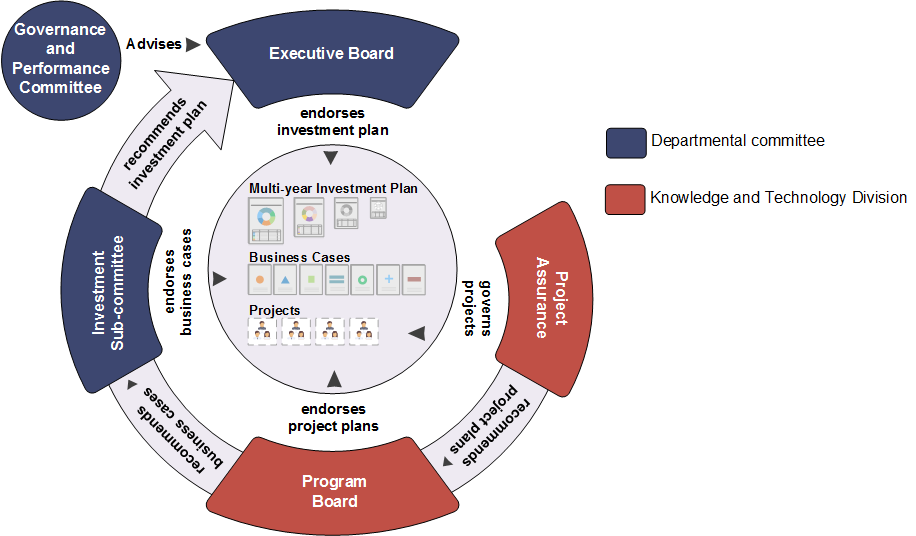 Governance
and
Performance
Committee
Advises
Executive Board
recommends
investment plan
endorses
investment plan
Departmental committee
Knowledge and Technology Division
Multi-year Investment Plan
Business Cases
Projects
Investment
Sub-committee
endorses
business cases
governs
projects
Project
Assurance
recommends
project plans
endorses
project plans
recommends
business cases
Program
Board